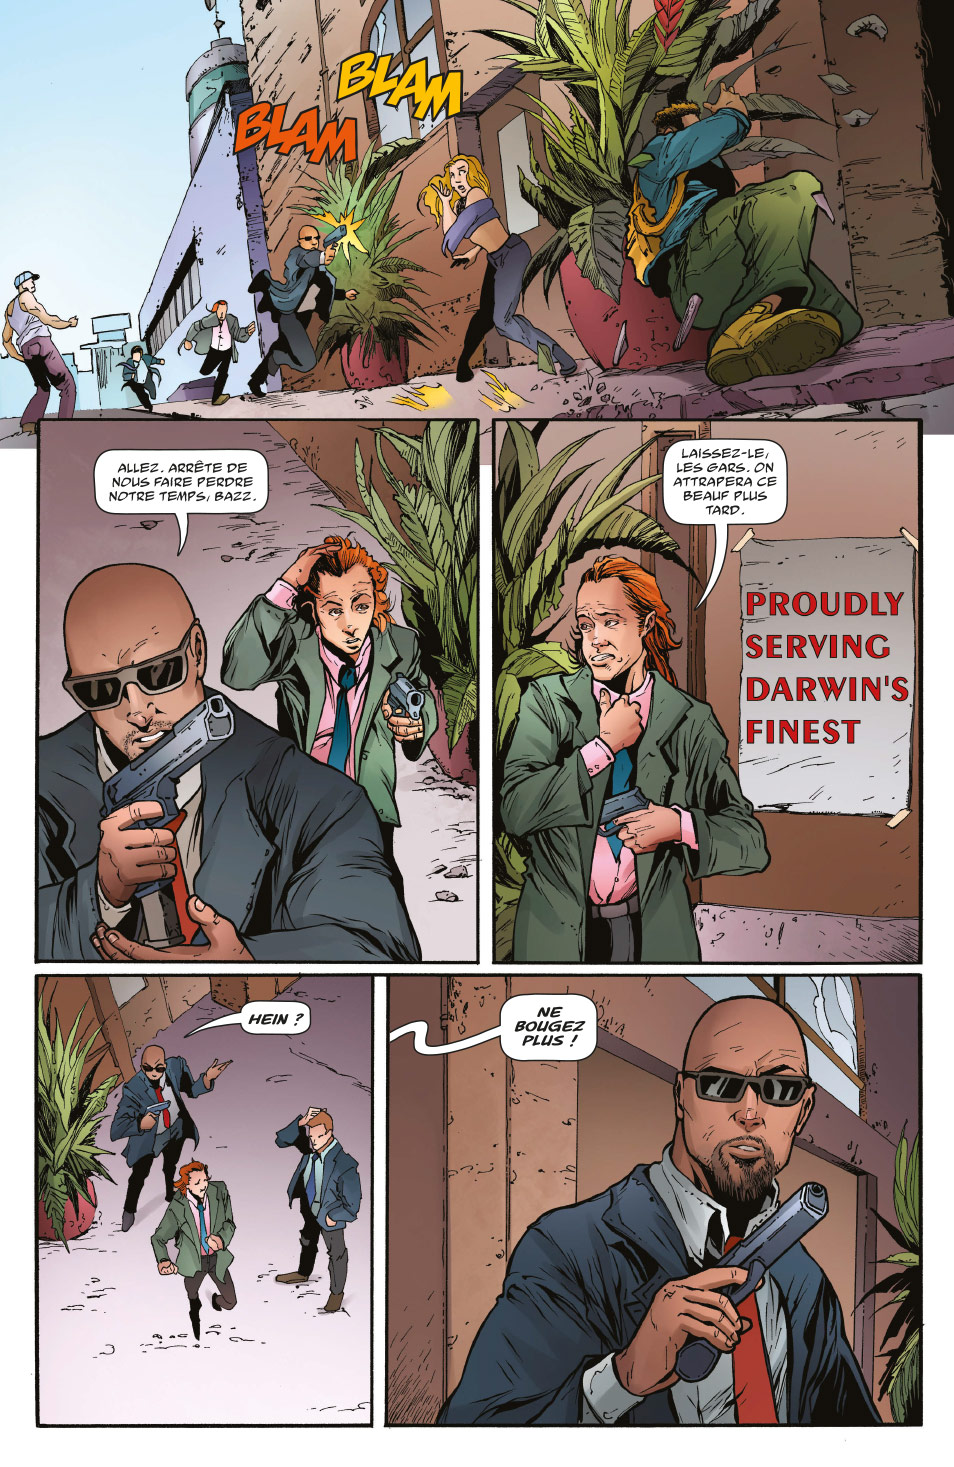 BLAM
BLAM
ALLEZ. ARRÊTE DE
NOUS FAIRE PERDRE
NOTRE TEMPS, BAZZ.
LAISSEZ-LE,
LES GARS. ON
ATTRAPERA CE
BEAUF PLUS
TARD.
PROUDLY
SERVING
DARWIN'S
FINEST
HEIN ?
NE
BOUGEZ
PLUS !